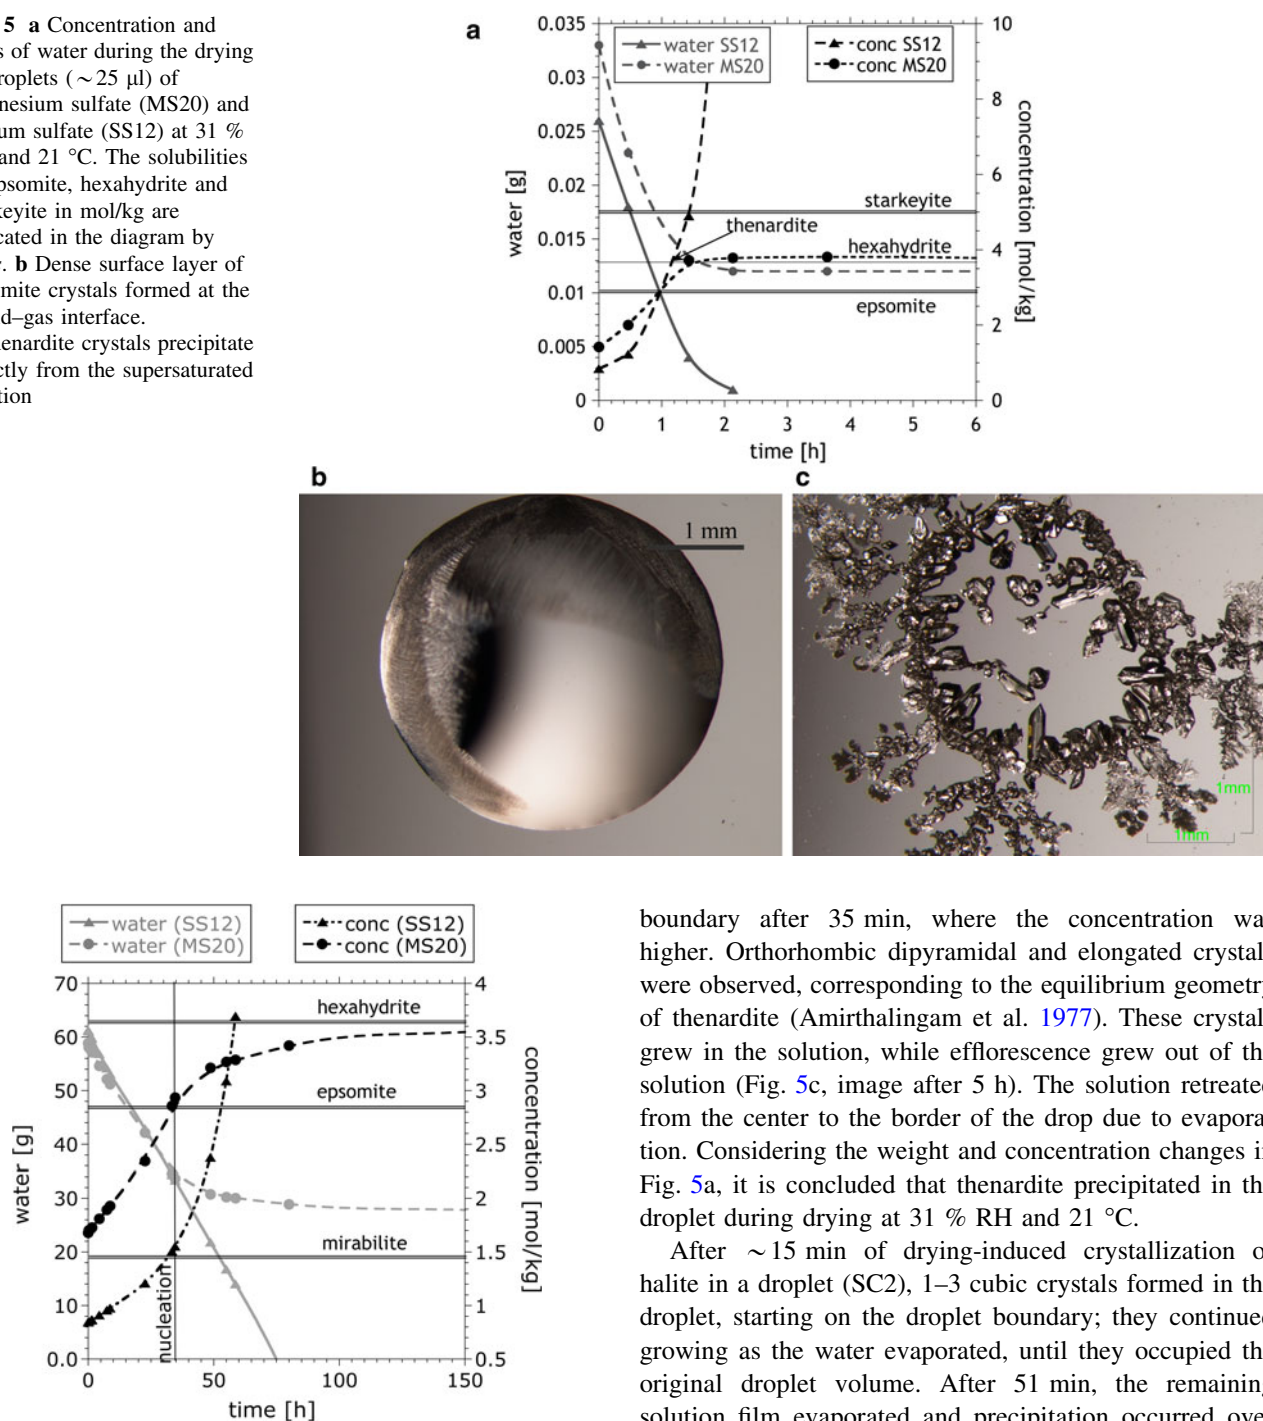 5 a Concentration and
s of water during the drying
roplets (∼25 µl) of
nesium sulfate (MS20) and
um sulfate (SS12) at 31 %
and 21 °C. The solubilities
psomite, hexahydrite and
keyite in mol/kg are
cated in the diagram by
. b Dense surface layer of
mite crystals formed at the
d–gas interface.
enardite crystals precipitate
ctly from the supersaturated
tion
a
water SS12
water MS20
conc SS12
conc MS20
0.035
0.03
0.025
0.02
0.015
0.01
0.005
0
water [g]
10
8
6
4
2
0
concentration [mol/kg]
starkeyite
thenardite
hexahydrite
epsomite
0 1 2 3 4 5 6
time [h]
b
1 mm
c
1mm
1mm
water (SS12)
water (MS20)
conc (SS12)
conc (MS20)
70
60
50
40
30
20
10
0.0
water [g]
4
3.5
3
2.5
2
1.5
1
0.5
concentration [mol/kg]
hexahydrite
epsomite
mirabilite
nucleation
0 50 100 150
time [h]
boundary after 35 min, where the concentration wa
higher. Orthorhombic dipyramidal and elongated crystal
were observed, corresponding to the equilibrium geometry
of thenardite (Amirthalingam et al. 1977). These crystal
grew in the solution, while efflorescence grew out of th
solution (Fig. 5c, image after 5 h). The solution retreated
from the center to the border of the drop due to evapora
tion. Considering the weight and concentration changes i
Fig. 5a, it is concluded that thenardite precipitated in th
droplet during drying at 31 % RH and 21 °C.
After ∼15 min of drying-induced crystallization o
halite in a droplet (SC2), 1–3 cubic crystals formed in th
droplet, starting on the droplet boundary; they continued
growing as the water evaporated, until they occupied th
original droplet volume. After 51 min, the remaining
solution film evaporated and precipitation occurred ove